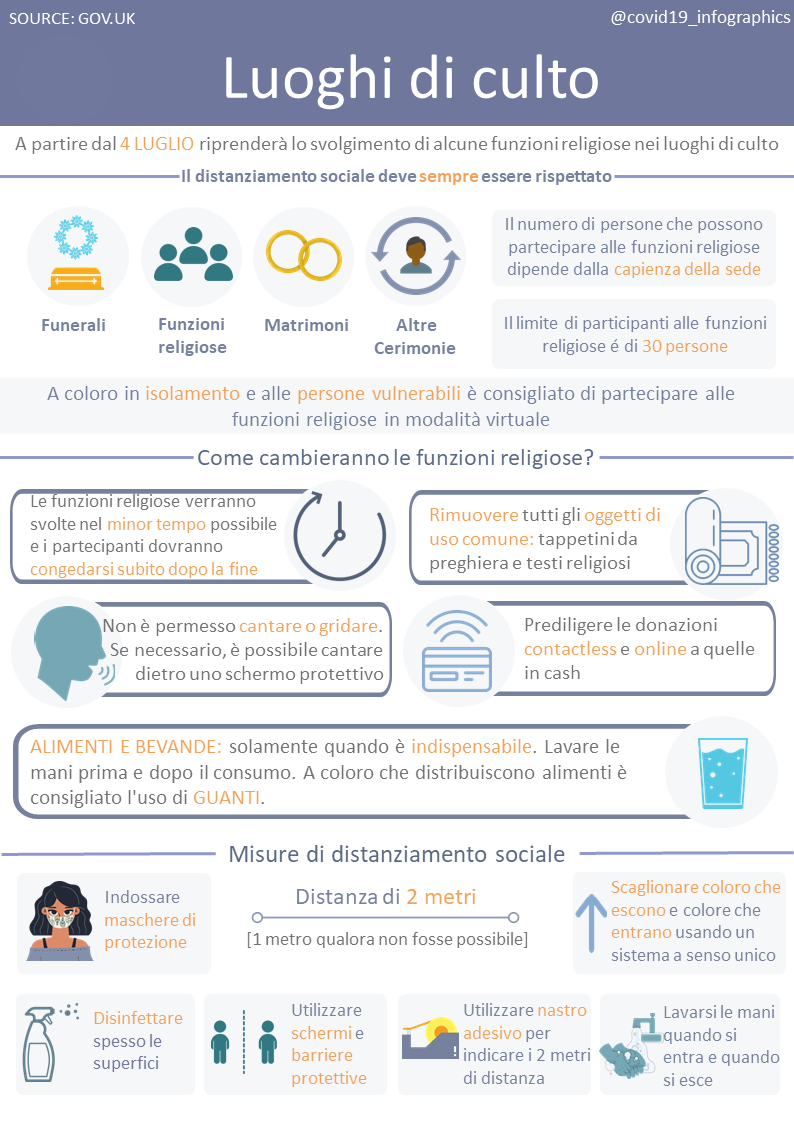 SOURCE: GOV.UK
@covid19_infographics
Luoghi di culto
A partire dal 4 LUGLIO riprenderà lo svolgimento di alcune funzioni religiose nei luoghi di culto
Il distanziamento sociale deve sempre essere rispettato
Funerali
Funzioni
religiose
Matrimoni
Altre
Cerimonie
Il numero di persone che possono
partecipare alle funzioni religiose
dipende dalla capienza della sede
Il limite di participanti alle funzioni
religiose é di 30 persone
A coloro in isolamento e alle persone vulnerabili è consigliato di partecipare alle
funzioni religiose in modalità virtuale
Come cambieranno le funzioni religiose?
Le funzioni religiose verranno
svolte nel minor tempo possibile
e i partecipanti dovranno
congedarsi subito dopo la fine
Rimuovere tutti gli oggetti di
uso comune: tappetini da
preghiera e testi religiosi
Non è permesso cantare o gridare.
Se necessario, è possibile cantare
dietro uno schermo protettivo
Prediligere le donazioni
contactless e online a quelle
in cash
ALIMENTI E BEVANDE: solamente quando è indispensabile. Lavare le
mani prima e dopo il consumo. A coloro che distribuiscono alimenti è
consigliato l'uso di GUANTI.
Misure di distanziamento sociale
Indossare
maschere di
protezione
Distanza di 2 metri
[1 metro qualora non fosse possibile]
Scaglionare coloro che
escono e colore che
entrano usando un
sistema a senso unico
Disinfettare
spesso le
superfici
Utilizzare
schermi e
barriere
protettive
Utilizzare nastro
adesivo per
indicare i 2 metri
di distanza
Lavarsi le mani
quando si
entra e quando
si esce